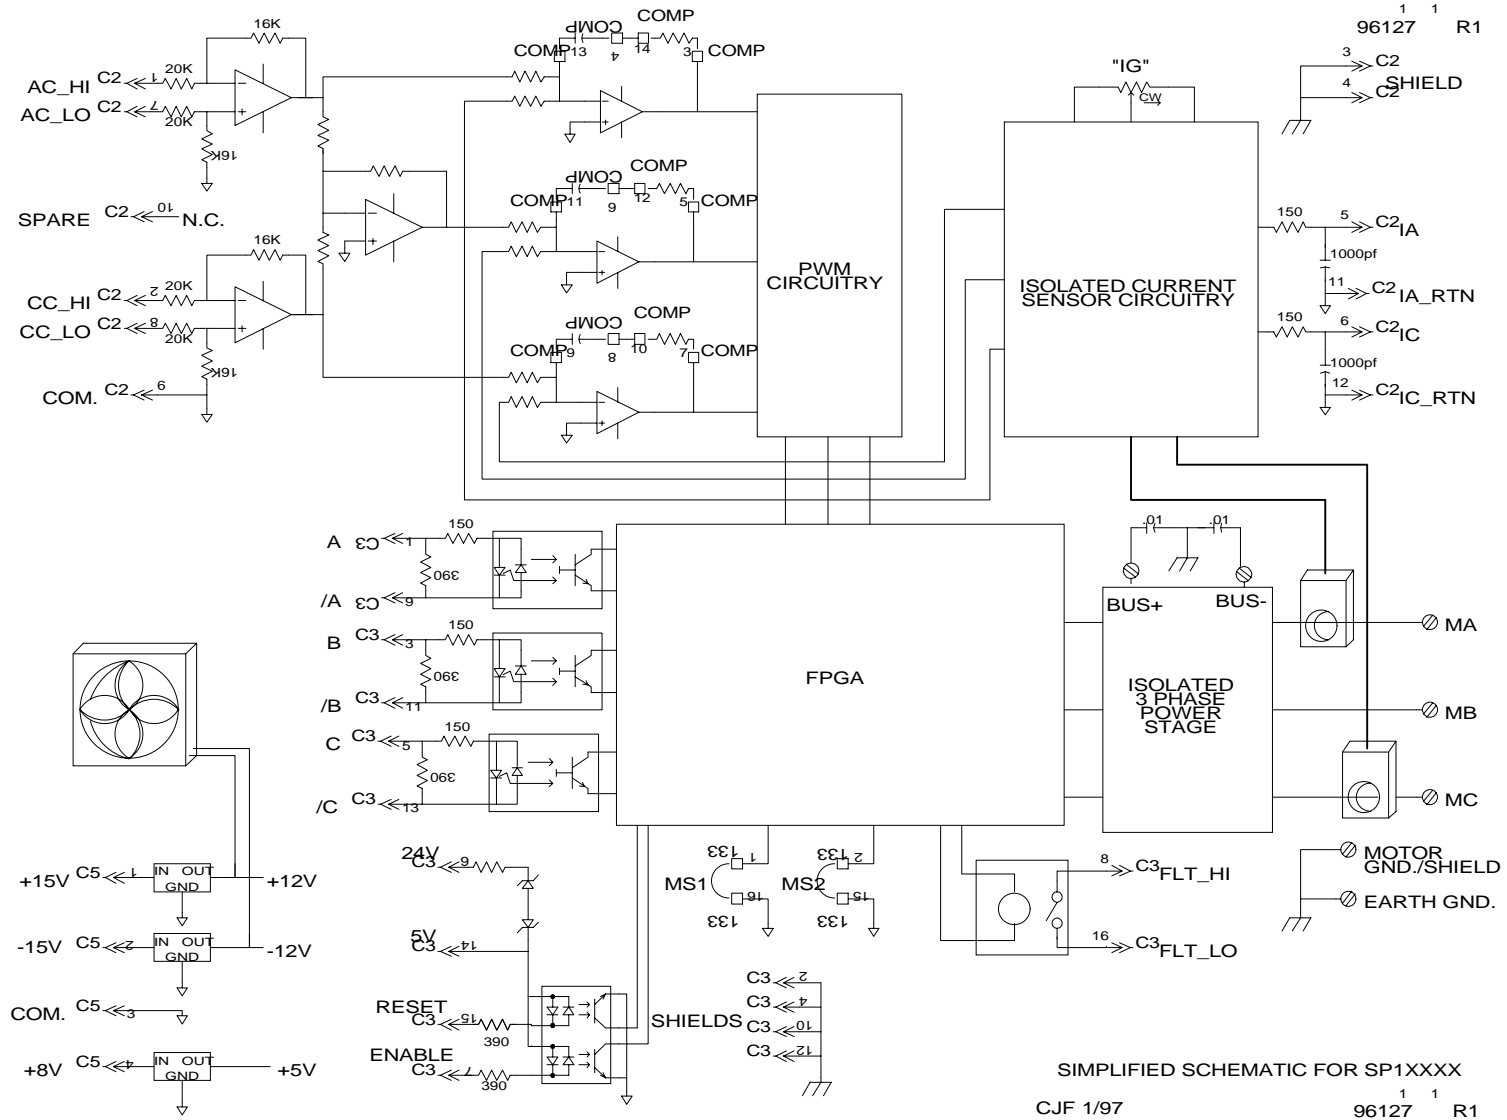 1 1
96127 R1
16K
AC_HI C2 1 20K
AC_LO C2 7 20K
16K
SPARE C2 10 N.C.
16K
CC_HI C2 2 20K
CC_LO C2 8 20K
16K
COM. C2 9
COMP 13 COMP 4 14 3 COMP
COMP
COMP 11 COMP 6 12 5 COMP
COMP
COMP 9 COMP 8 10 7 COMP
COMP
PWM
CIRCUITRY
"IG"
CW
ISOLATED CURRENT
SENSOR CIRCUITRY
3 C2
SHIELD
4 C2
150 5 C2 IA
1000pf
11 C2 IA_RTN
150 6 C2 IC
1000pf
12 C2 IC_RTN
A C3 1 150
390
/A C3 9
B C3 3 150
390
/B C3 11
C C3 5 150
390
/C C3 13
FPGA
.01 .01
BUS+ BUS-
ISOLATED
3 PHASE
POWER
STAGE
MA
MB
MC
MOTOR
GND./SHIELD
EARTH GND.
+15V C5 1 IN OUT +12V
GND
-15V C5 2 IN OUT -12V
GND
COM. C5 3
+8V C5 4 IN OUT +5V
GND
24V
C3 6
5V
C3 14
RESET
C3 15
390
ENABLE
C3 7
390
133 1
MS1
16
133
133 2
MS2
15
133
8 C3 FLT_HI
16 C3 FLT_LO
SHIELDS
C3 2
C3 4
C3 10
C3 12
SIMPLIFIED SCHEMATIC FOR SP1XXXX
CJF 1/97
1 1
96127 R1